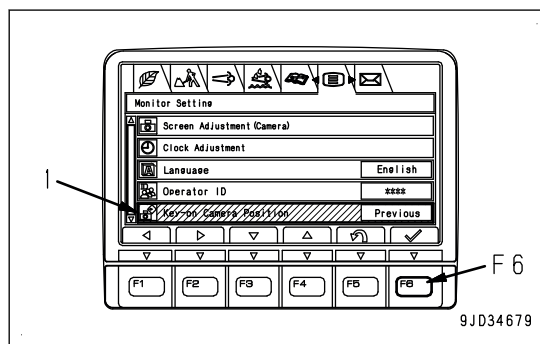 Monitor Setting
Screen Adjustment (Camera)
Clock Adjustment
Language English
Operator ID ****
1
Key-on Camera Position Previous
F1 F2 F3 F4 F5 F6
F6
9JD34679